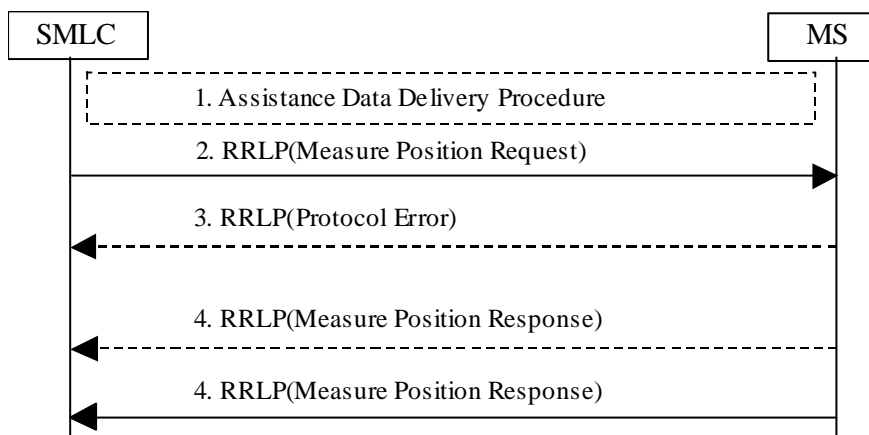 SMLC
MS
1. Assistance Data Delivery Procedure
2. RRLP(Measure Position Request)
3. RRLP(Protocol Error)
4. RRLP(Measure Position Response)
4. RRLP(Measure Position Response)